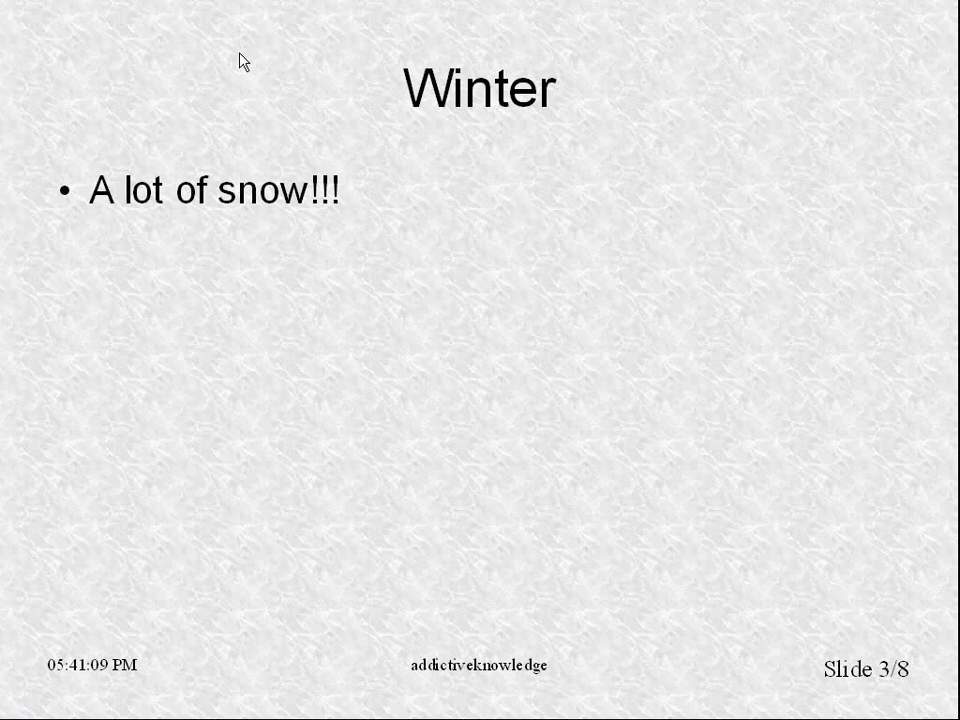 Winter
• A lot of snow!!!
05:41:09 PM
addictiveknowledge
Slide 3/8